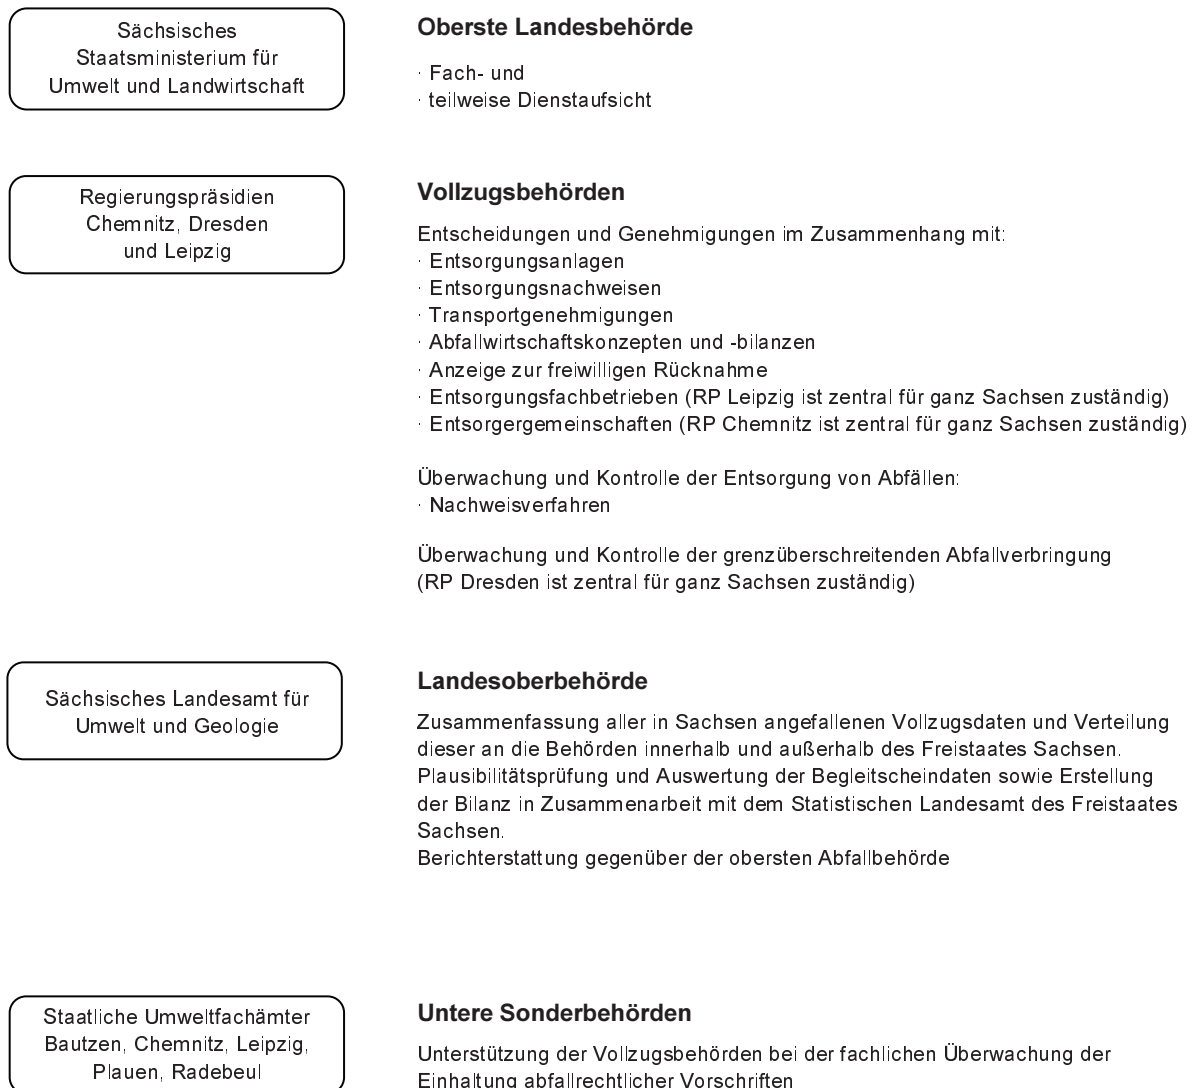 Sächsisches
Staatsministerium für
Umwelt und Landwirtschaft
Oberste Landesbehörde
· Fach- und
· teilweise Dienstaufsicht
Regierungspräsidien
Chemnitz, Dresden
und Leipzig
Vollzugsbehörden
Entscheidungen und Genehmigungen im Zusammenhang mit:
· Entsorgungsanlagen
· Entsorgungsnachweisen
· Transportgenehmigungen
· Abfallwirtschaftskonzepten und -bilanzen
· Anzeige zur freiwilligen Rücknahme
· Entsorgungsfachbetrieben (RP Leipzig ist zentral für ganz Sachsen zuständig)
· Entsorgergemeinschaften (RP Chemnitz ist zentral für ganz Sachsen zuständig)
Überwachung und Kontrolle der Entsorgung von Abfällen:
· Nachweisverfahren
Überwachung und Kontrolle der grenzüberschreitenden Abfallverbringung
(RP Dresden ist zentral für ganz Sachsen zuständig)
Sächsisches Landesamt für
Umwelt und Geologie
Landesoberbehörde
Zusammenfassung aller in Sachsen angefallenen Vollzugsdaten und Verteilung
dieser an die Behörden innerhalb und außerhalb des Freistaates Sachsen.
Plausibilitätsprüfung und Auswertung der Begleitscheindaten sowie Erstellung
der Bilanz in Zusammenarbeit mit dem Statistischen Landesamt des Freistaates
Sachsen.
Berichterstattung gegenüber der obersten Abfallbehörde
Staatliche Umweltfachämter
Bautzen, Chemnitz, Leipzig,
Plauen, Radebeul
Untere Sonderbehörden
Unterstützung der Vollzugsbehörden bei der fachlichen Überwachung der
Einhaltung abfallrechtlicher Vorschriften